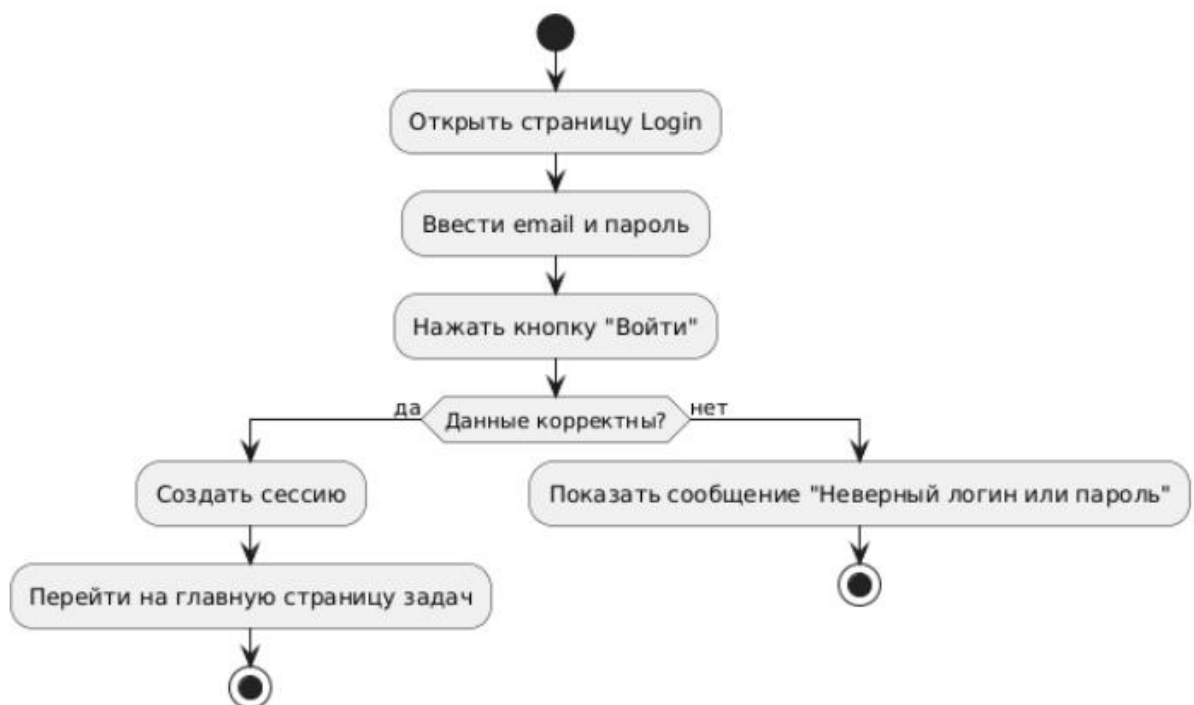 Открыть страницу Login
Ввести email и пароль
Нажать кнопку "Войти"
да
Данные корректны?
нет
Создать сессию
Показать сообщение "Неверный логин или пароль"
Перейти на главную страницу задач